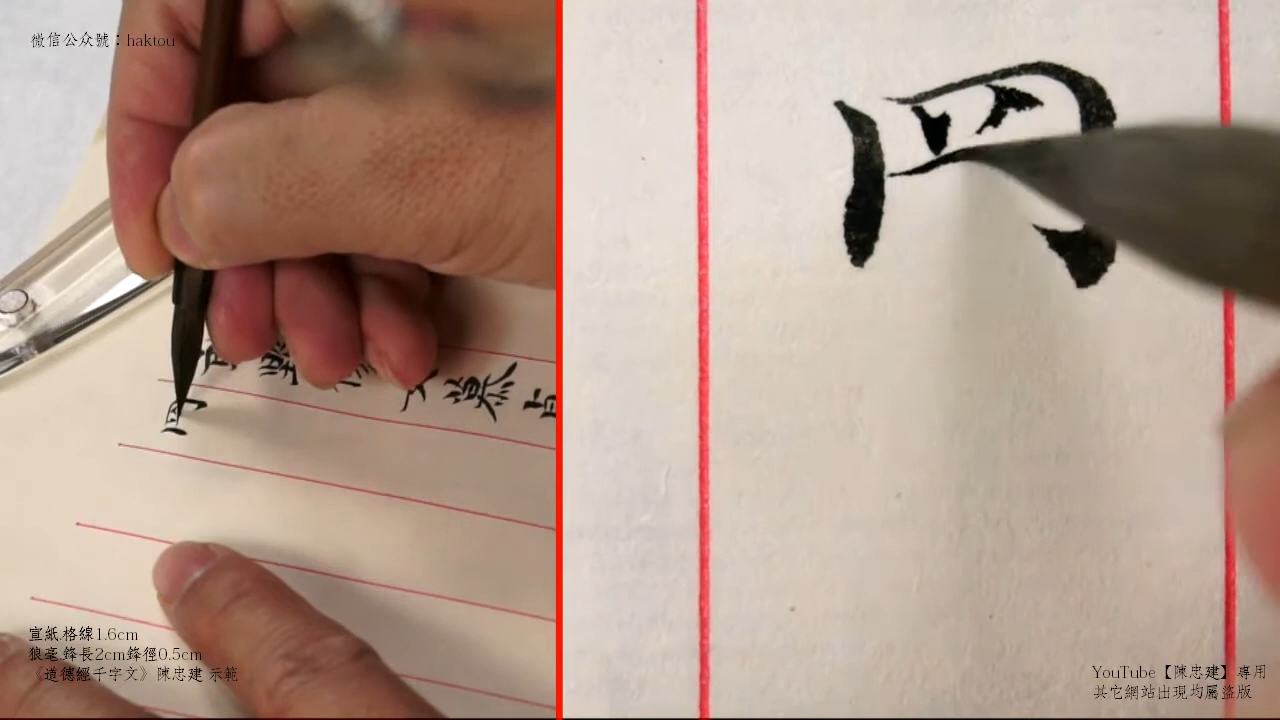 微信公众號：haktou
宣紙.格線1.6cm
狼毫.鋒長2cm鋒徑0.5cm
《道德經千字文》陳忠建 示範
YouTube【陳忠建】專用
其它網站出現均屬盜版